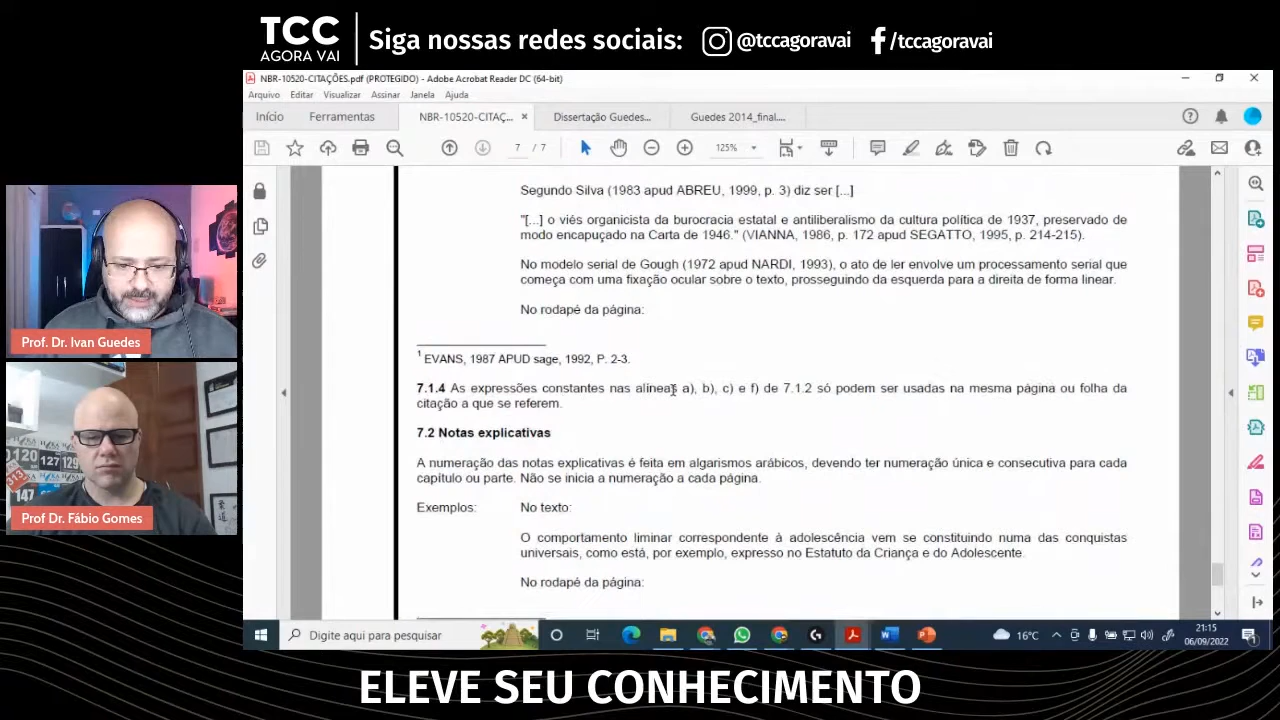 TCC
AGORA VAI
Siga nossas redes sociais:
@tccagoravai
/tccagoravai
NBR-10520-CITAÇÕES.pdf (PROTEGIDO) - Adobe Acrobat Reader DC (64-bit)
Arquivo Editar Visualizar Assinar Janela Ajuda
Início Ferramentas NBR-10520-CITAÇ... × Dissertação Guedes... Guedes 2014_final....
7 / 7 125%
Segundo Silva (1983 apud ABREU, 1999, p. 3) diz ser [...]
"[...] o viés organicista da burocracia estatal e antiliberalismo da cultura política de 1937, preservado de
modo encapuçado na Carta de 1946." (VIANNA, 1986, p. 172 apud SEGATTO, 1995, p. 214-215).
No modelo serial de Gough (1972 apud NARDI, 1993), o ato de ler envolve um processamento serial que
começa com uma fixação ocular sobre o texto, prosseguindo da esquerda para a direita de forma linear.
No rodapé da página:
1 EVANS, 1987 APUD sage, 1992, P. 2-3.
7.1.4 As expressões constantes nas alíneas a), b), c) e f) de 7.1.2 só podem ser usadas na mesma página ou folha da
citação a que se referem.
7.2 Notas explicativas
A numeração das notas explicativas é feita em algarismos arábicos, devendo ter numeração única e consecutiva para cada
capítulo ou parte. Não se inicia a numeração a cada página.
Exemplos: No texto:
O comportamento liminar correspondente à adolescência vem se constituindo numa das conquistas
universais, como está, por exemplo, expresso no Estatuto da Criança e do Adolescente.
No rodapé da página:
Prof. Dr. Ivan Guedes
120 127 129
313
147
Prof Dr. Fábio Gomes
Digite aqui para pesquisar
16°C
21:15
06/09/2022
ELEVE SEU CONHECIMENTO